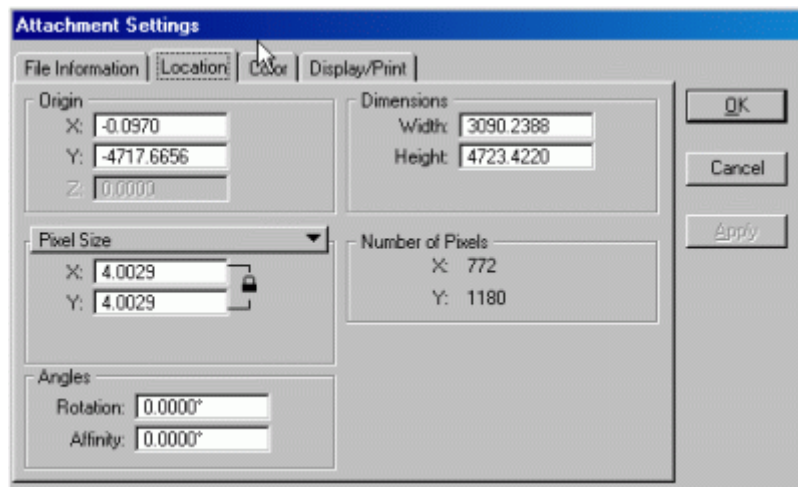 Attachment Settings
File Information Location Color Display/Print
Origin
X: -0.0970
Y: -4717.6656
Z: 0.0000
Dimensions
Width: 3090.2388
Height: 4723.4220
OK
Cancel
Apply
Pixel Size
X: 4.0029
Y: 4.0029
Number of Pixels
X: 772
Y: 1180
Angles
Rotation: 0.0000°
Affinity: 0.0000°